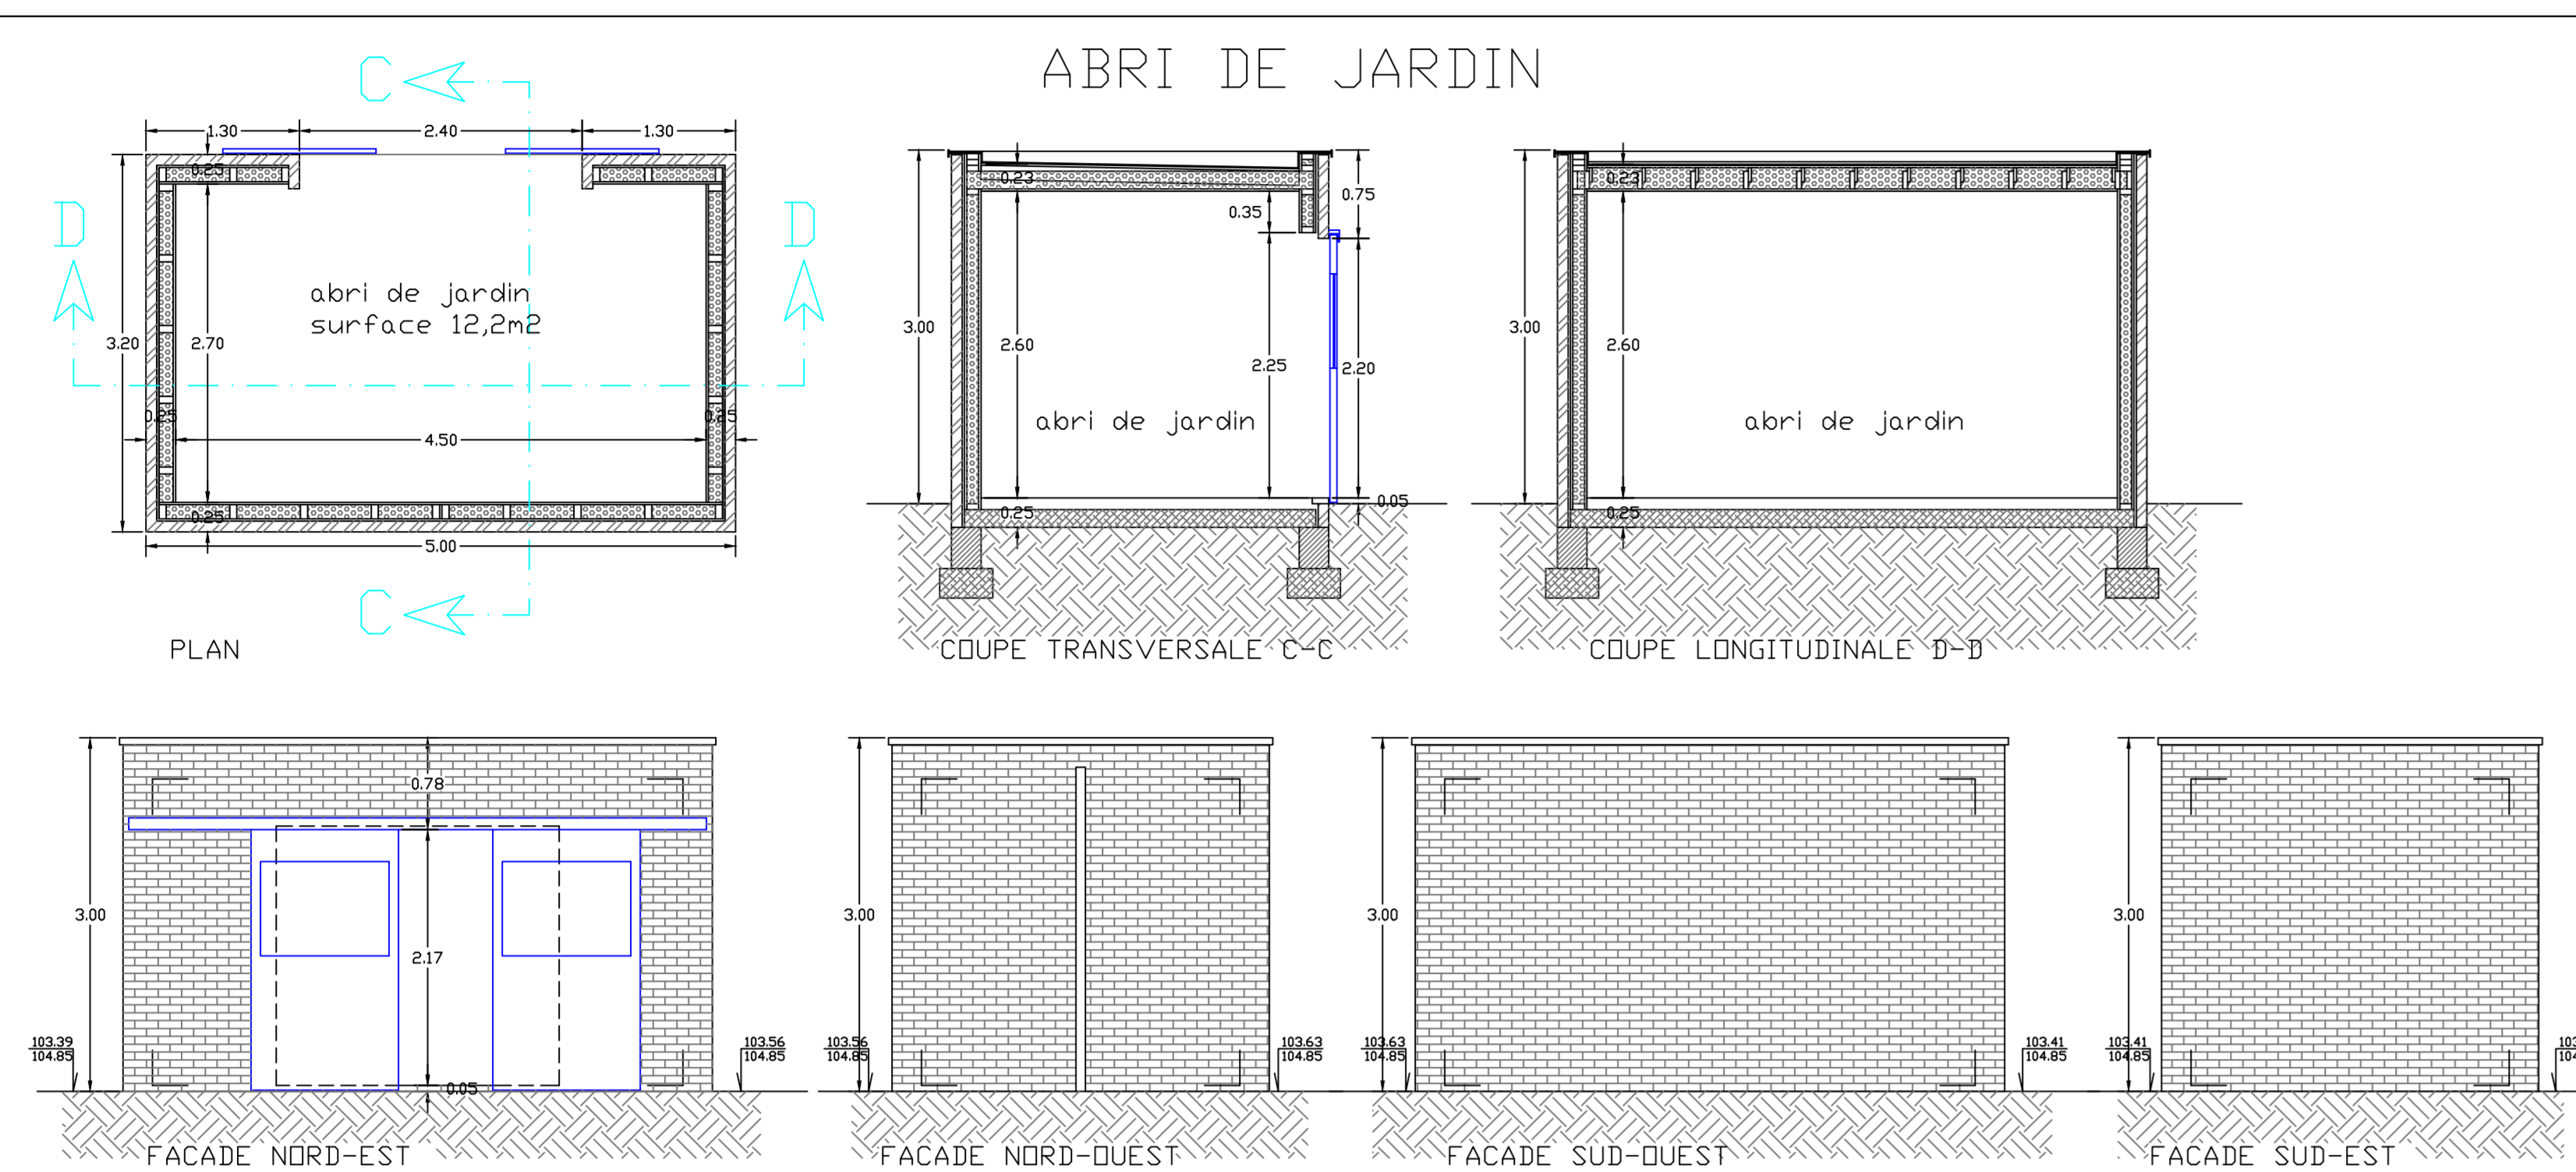 ABRI DE JARDIN
C
1.30
2.40
1.30
0.25
D
D
abri de jardin
surface 12,2m2
3.20
2.70
0.25
0.25
4.50
0.25
5.00
C
PLAN
0.23
0.35
0.75
3.00
2.60
2.25
2.20
abri de jardin
0.05
0.25
COUPE TRANSVERSALE C-C
0.23
3.00
2.60
abri de jardin
0.25
COUPE LONGITUDINALE D-D
0.78
3.00
2.17
103.39
104.85
103.56
104.85
0.05
FACADE NORD-EST
3.00
103.56
104.85
103.63
104.85
FACADE NORD-OUEST
3.00
103.63
104.85
103.41
104.85
FACADE SUD-OUEST
3.00
103.41
104.85
FACADE SUD-EST